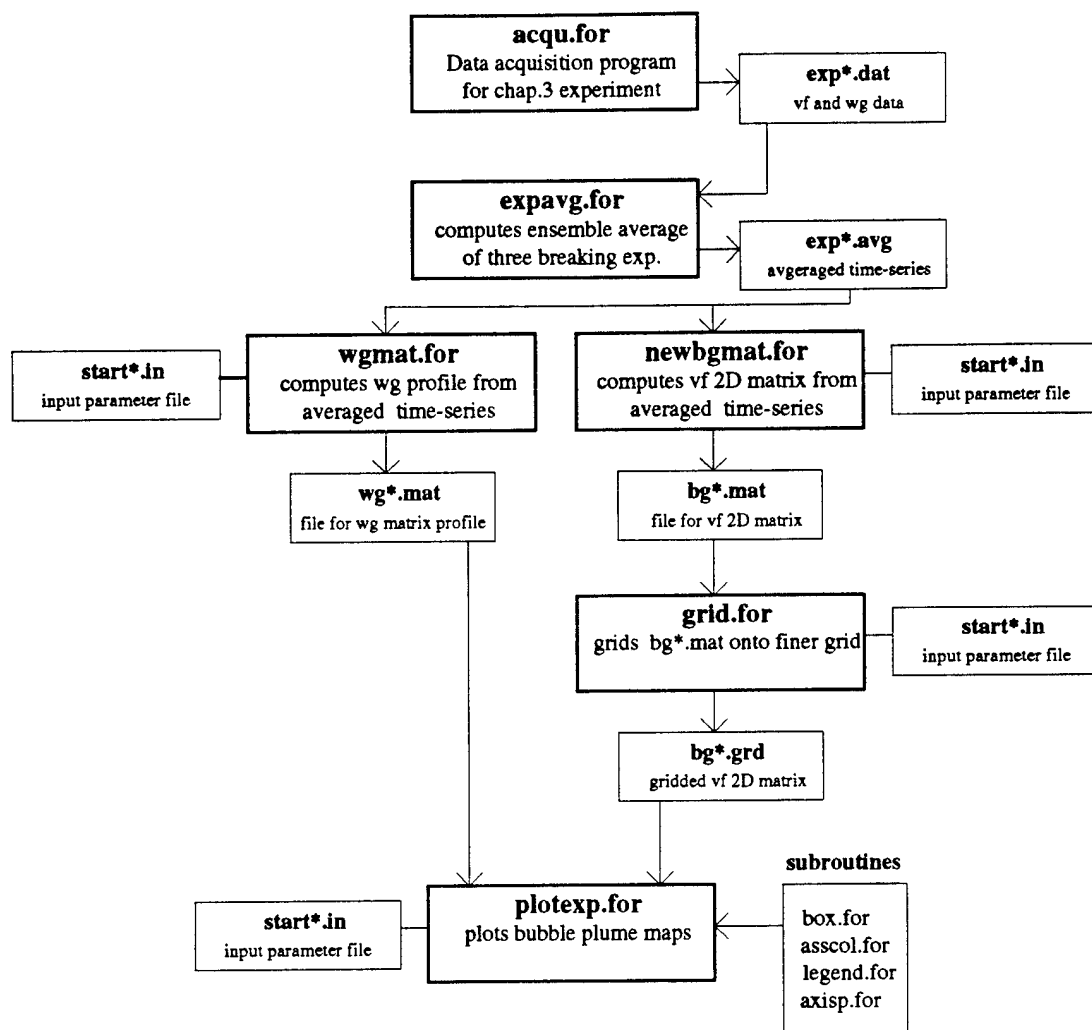 acqu.for
Data acquisition program
for chap.3 experiment
exp*.dat
vf and wg data
expavg.for
computes ensemble average
of three breaking exp.
exp*.avg
avgeraged time-series
start*.in
input parameter file
wgmat.for
computes wg profile from
averaged time-series
newbgmat.for
computes vf 2D matrix from
averaged time-series
start*.in
input parameter file
wg*.mat
file for wg matrix profile
bg*.mat
file for vf 2D matrix
grid.for
grids bg*.mat onto finer grid
start*.in
input parameter file
bg*.grd
gridded vf 2D matrix
start*.in
input parameter file
plotexp.for
plots bubble plume maps
subroutines
box.for
asscol.for
legend.for
axisp.for